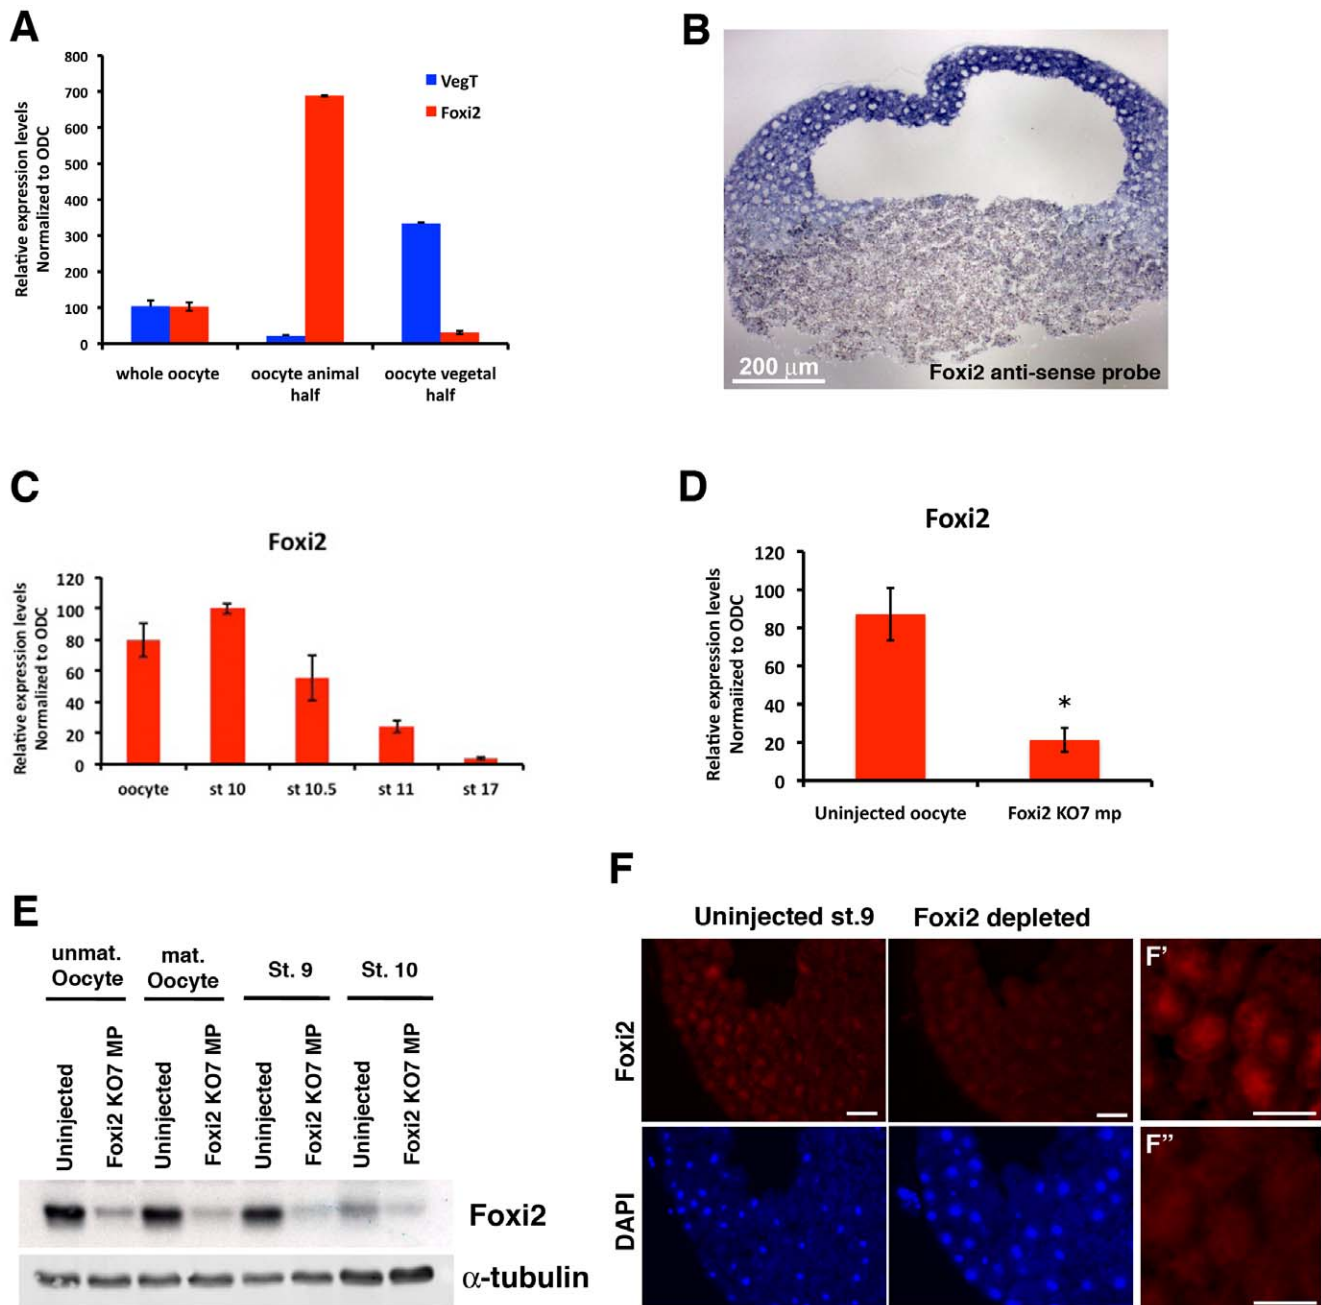 A
800
700
600
500
400
300
200
100
0
Relative expression levels
Normalized to ODC
VegT
Foxi2
whole oocyte
oocyte animal
half
oocyte vegetal
half
B
200 µm
Foxi2 anti-sense probe
C
Foxi2
120
100
80
60
40
20
0
Relative expression levels
Normalized to ODC
oocyte
st 10
st 10.5
st 11
st 17
D
Foxi2
120
100
80
60
40
20
0
Relative expression levels
Normalized to ODC
*
Uninjected oocyte
Foxi2 KO7 mp
E
unmat.
Oocyte
mat.
Oocyte
St. 9
St. 10
Uninjected
Foxi2 KO7 MP
Uninjected
Foxi2 KO7 MP
Uninjected
Foxi2 KO7 MP
Uninjected
Foxi2 KO7 MP
Foxi2
α-tubulin
F
Uninjected st.9
Foxi2 depleted
Foxi2
DAPI
F'
F"